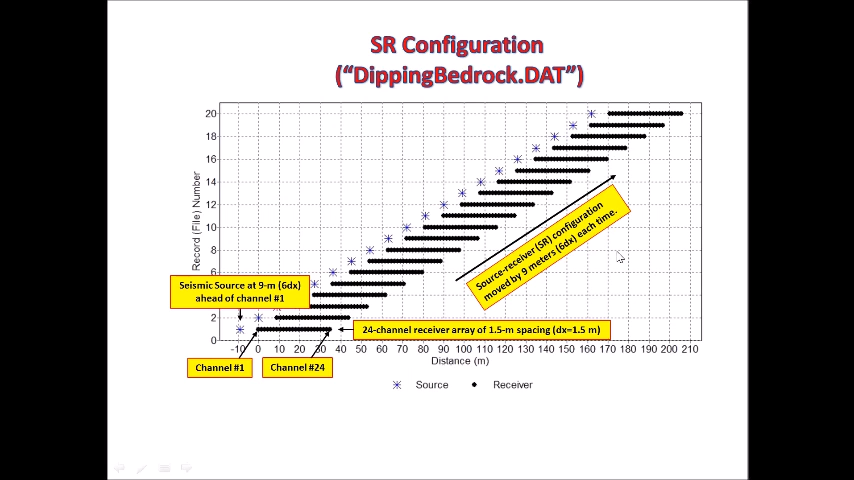 SR Configuration
(“DippingBedrock.DAT”)
20
18
16
14
12
10
8
6
2
0
Record (File) Number
Source-receiver (SR) configuration
moved by 9 meters (6dx) each time.
Seismic Source at 9-m (6dx)
ahead of channel #1
24-channel receiver array of 1.5-m spacing (dx=1.5 m)
-10 0 10 20 30 40 50 60 70 80 90 100 110 120 130 140 150 160 170 180 190 200 210
Distance (m)
Channel #1
Channel #24
Source Receiver